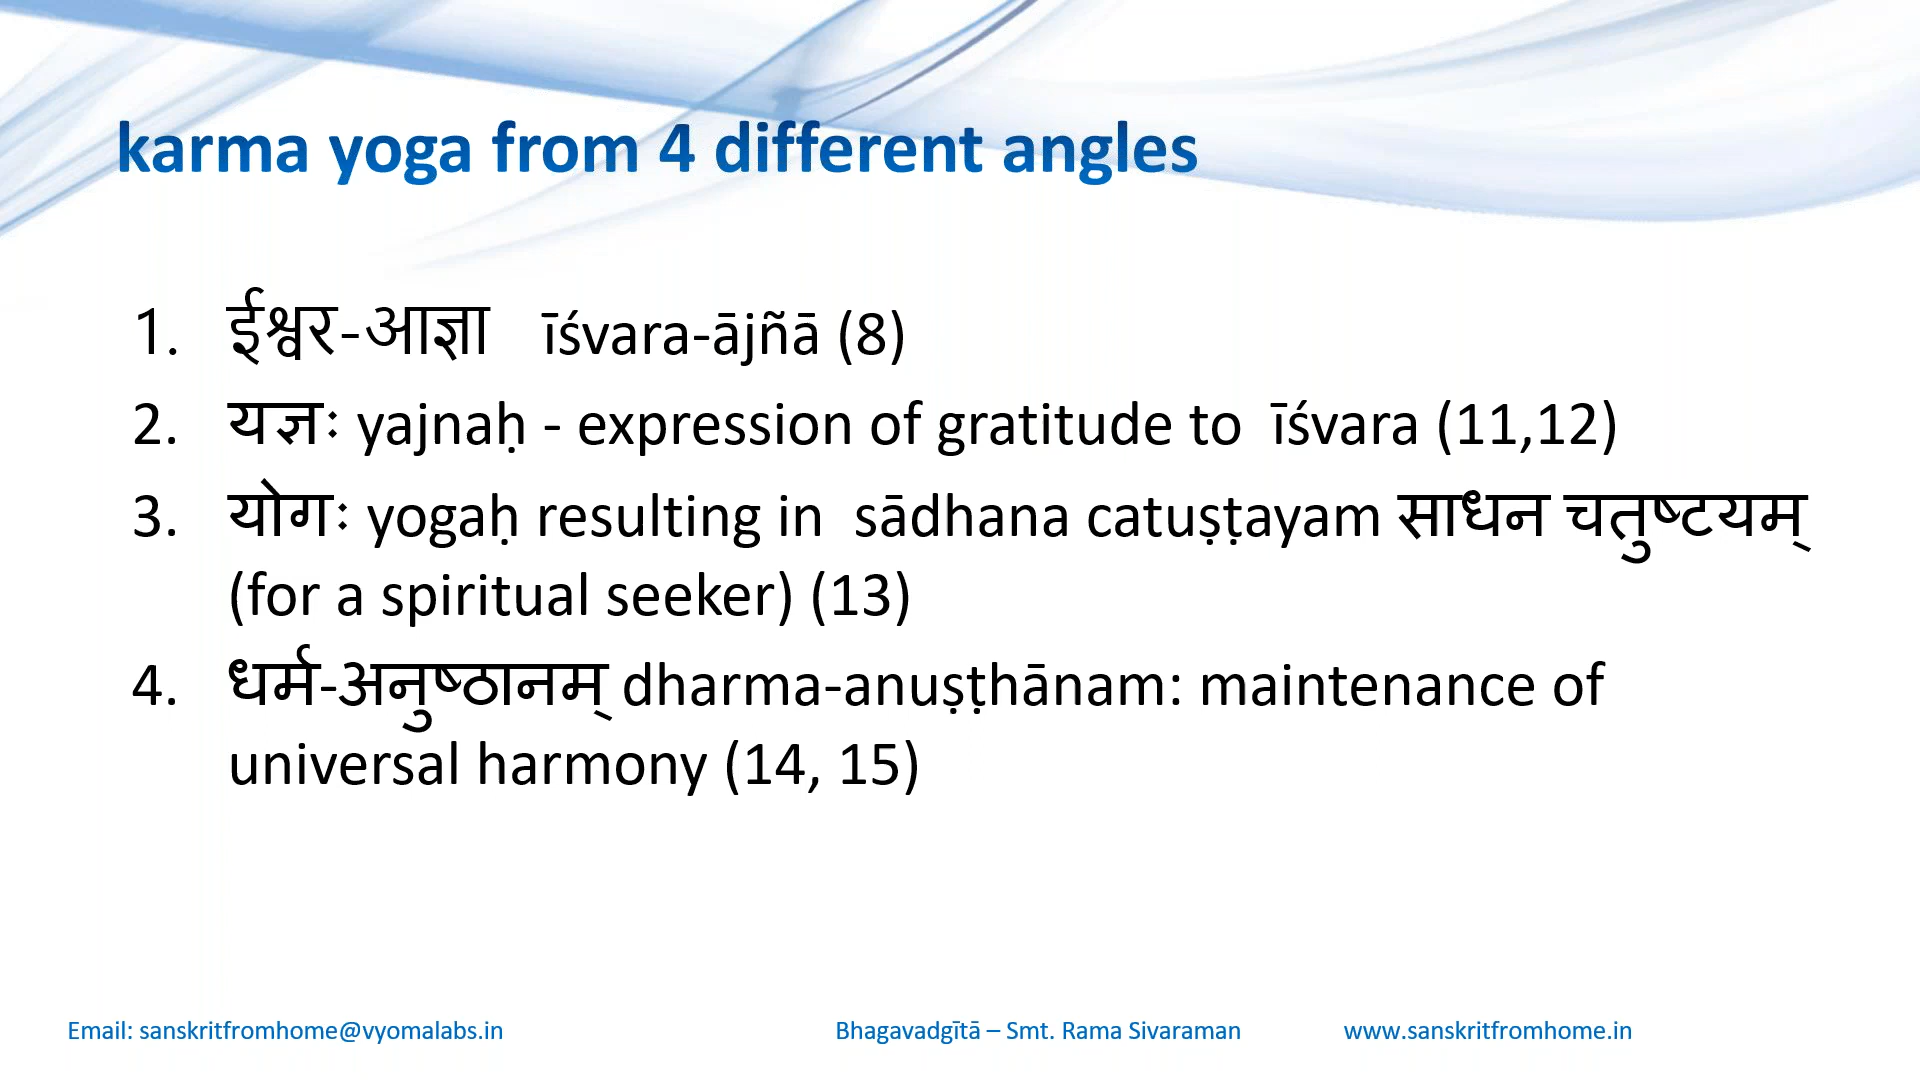 karma yoga from 4 different angles
1. ईश्वर-आज्ञा īśvara-ājñā (8)
2. यज्ञः yajnaḥ - expression of gratitude to īśvara (11,12)
3. योगः yogaḥ resulting in sādhana catuṣṭayam साधन चतुष्टयम्
(for a spiritual seeker) (13)
4. धर्म-अनुष्ठानम् dharma-anuṣṭhānam: maintenance of
universal harmony (14, 15)
Email: sanskritfromhome@vyomalabs.in Bhagavadgītā – Smt. Rama Sivaraman www.sanskritfromhome.in